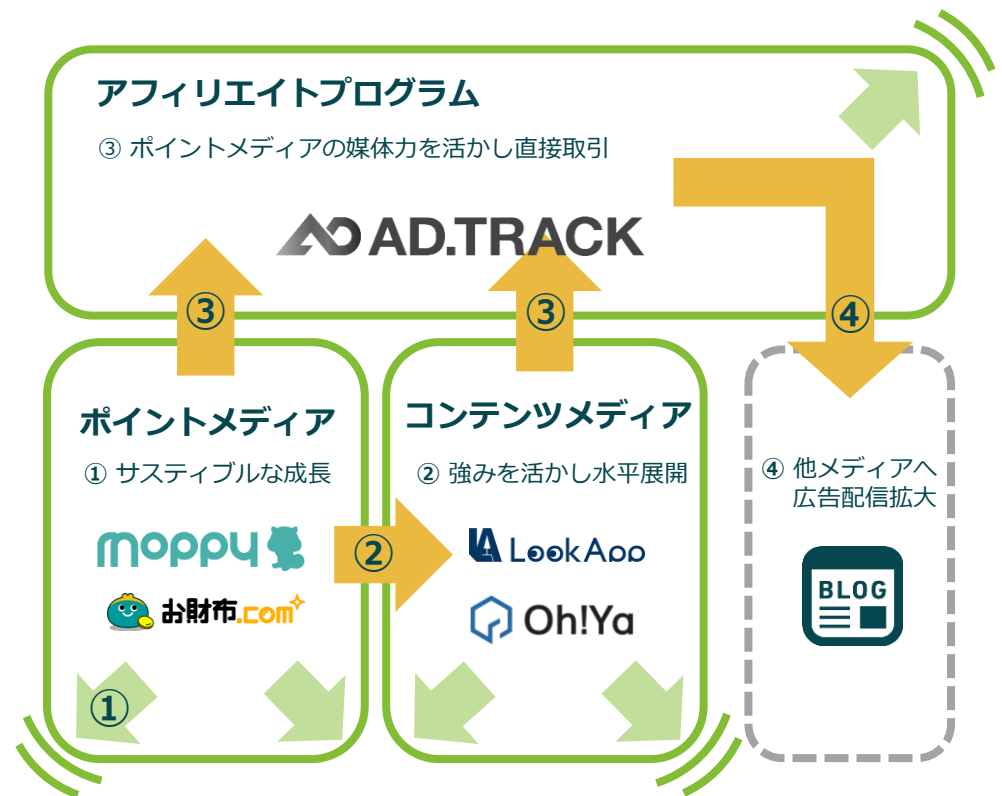 アフィリエイトプログラム
③ ポイントメディアの媒体力を活かし直接取引
AD.TRACK
③
③
④
ポイントメディア
① サスティブルな成長
moppy
お財布.com
①
②
コンテンツメディア
② 強みを活かし水平展開
LookApp
Oh!Ya
④ 他メディアへ
広告配信拡大
BLOG